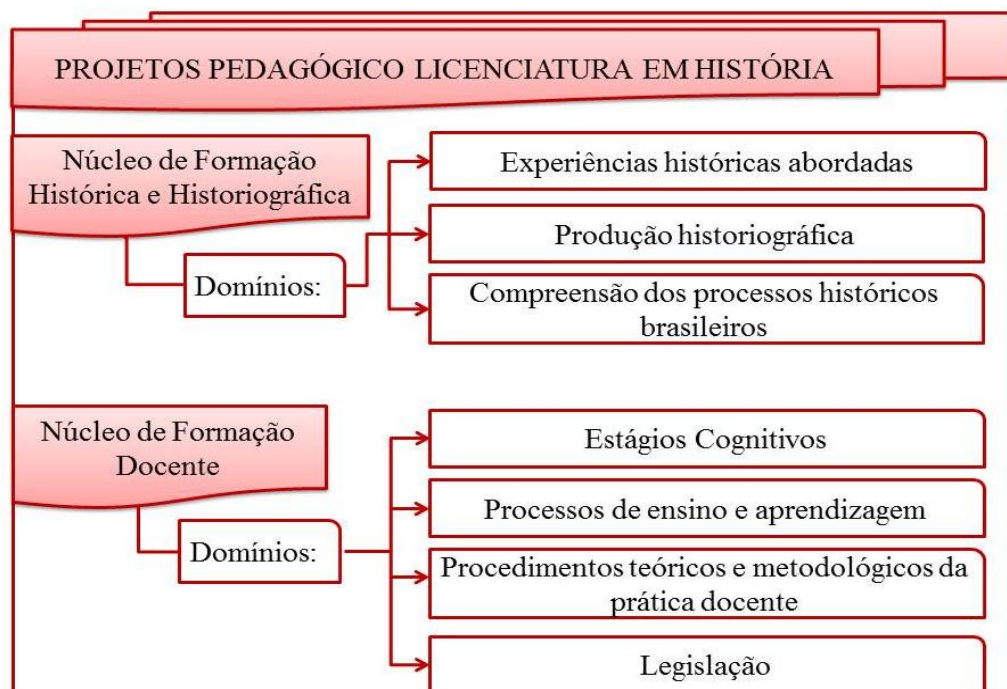 PROJETOS PEDAGÓGICO LICENCIATURA EM HISTÓRIA
Núcleo de Formação
Histórica e Historiográfica
Domínios:
Experiências históricas abordadas
Produção historiográfica
Compreensão dos processos históricos
brasileiros
Núcleo de Formação
Docente
Domínios:
Estágios Cognitivos
Processos de ensino e aprendizagem
Procedimentos teóricos e metodológicos da
prática docente
Legislação